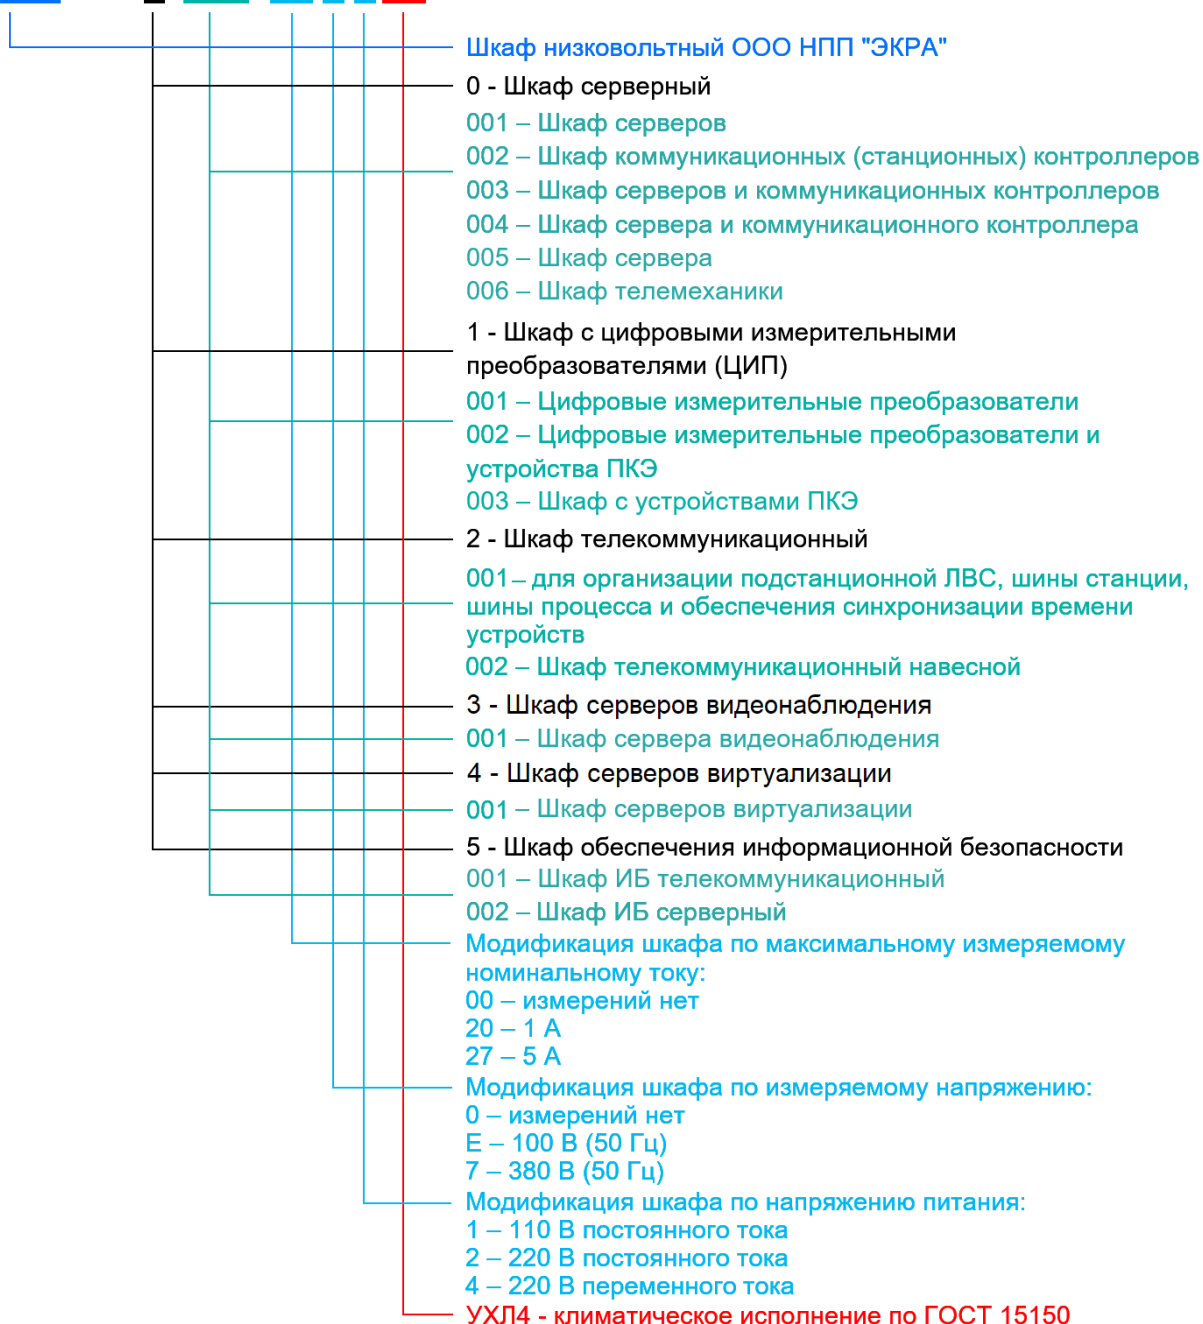 Шкаф низковольтный ООО НПП "ЭКРА"
0 - Шкаф серверный
001 – Шкаф серверов
002 – Шкаф коммуникационных (станционных) контроллеров
003 – Шкаф серверов и коммуникационных контроллеров
004 – Шкаф сервера и коммуникационного контроллера
005 – Шкаф сервера
006 – Шкаф телемеханики
1 - Шкаф с цифровыми измерительными
преобразователями (ЦИП)
001 – Цифровые измерительные преобразователи
002 – Цифровые измерительные преобразователи и
устройства ПКЭ
003 – Шкаф с устройствами ПКЭ
2 - Шкаф телекоммуникационный
001 – для организации подстанционной ЛВС, шины станции,
шины процесса и обеспечения синхронизации времени
устройств
002 – Шкаф телекоммуникационный навесной
3 - Шкаф серверов видеонаблюдения
001 – Шкаф сервера видеонаблюдения
4 - Шкаф серверов виртуализации
001 – Шкаф серверов виртуализации
5 - Шкаф обеспечения информационной безопасности
001 – Шкаф ИБ телекоммуникационный
002 – Шкаф ИБ серверный
Модификация шкафа по максимальному измеряемому
номинальному току:
00 – измерений нет
20 – 1 А
27 – 5 А
Модификация шкафа по измеряемому напряжению:
0 – измерений нет
Е – 100 В (50 Гц)
7 – 380 В (50 Гц)
Модификация шкафа по напряжению питания:
1 – 110 В постоянного тока
2 – 220 В постоянного тока
4 – 220 В переменного тока
УХЛ4 - климатическое исполнение по ГОСТ 15150